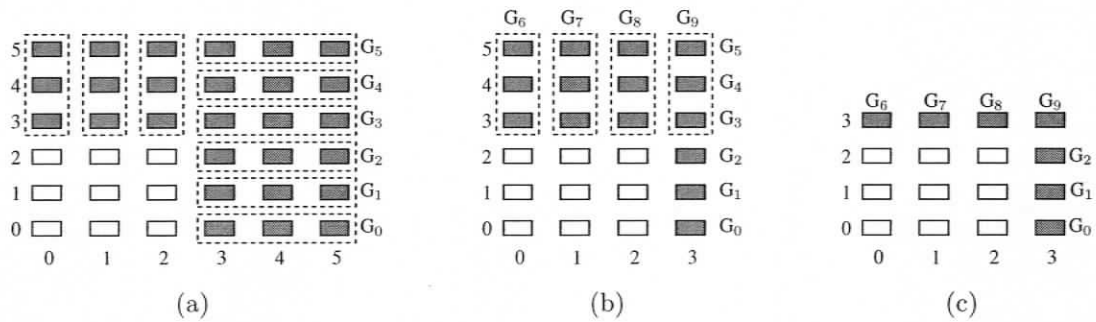 G6 G7 G8 G9
5 G5 5 G5
4 G4 4 G4
G6 G7 G8 G9
3 G3 3 G3 3
2 G2 2 G2 2 G2
1 G1 1 G1 1 G1
0 G0 0 G0 0 G0
0 1 2 3 4 5 0 1 2 3 0 1 2 3
(a) (b) (c)